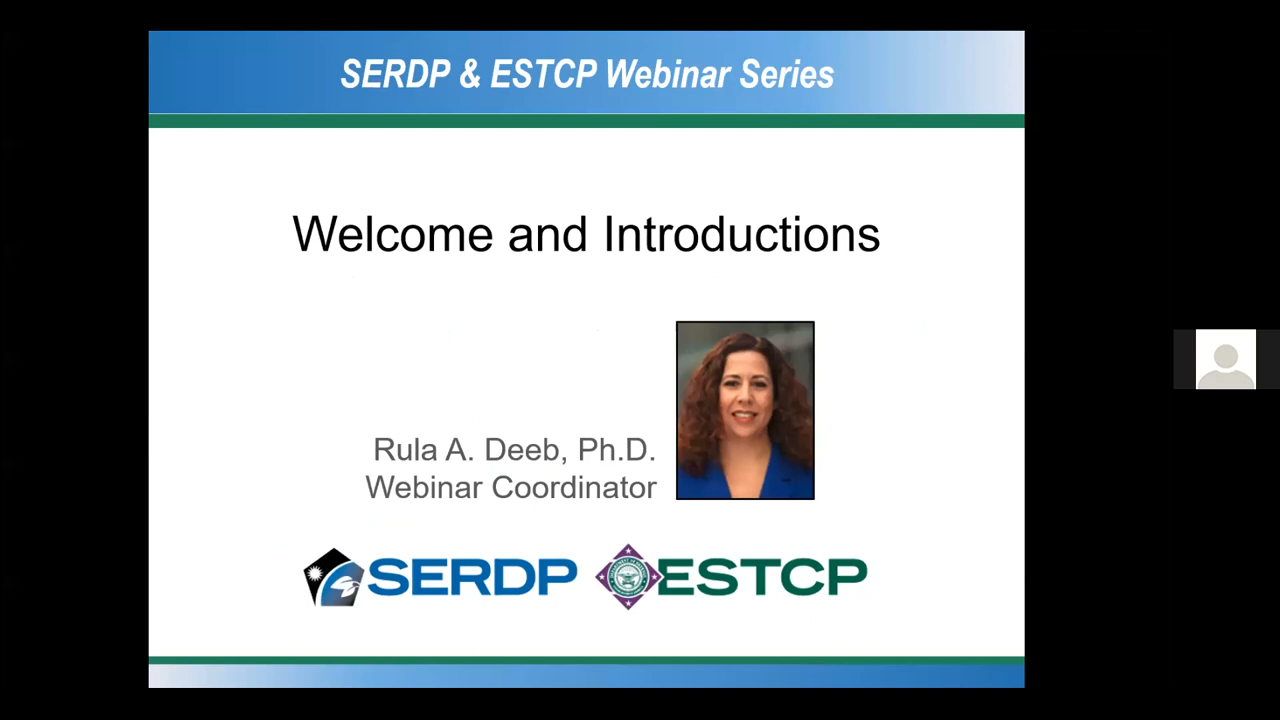 SERDP & ESTCP Webinar Series
Welcome and Introductions
Rula A. Deeb, Ph.D.
Webinar Coordinator
SERDP
ESTCP